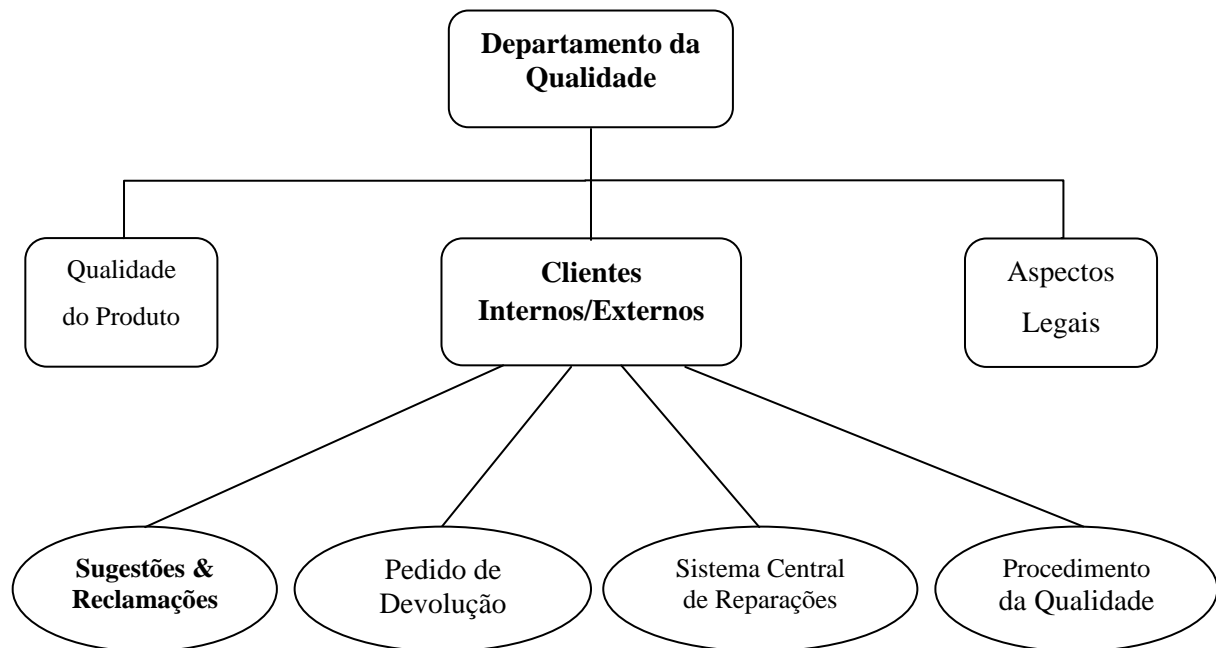 Departamento da
Qualidade
Qualidade
do Produto
Clientes
Internos/Externos
Aspectos
Legais
Sugestões &
Reclamações
Pedido de
Devolução
Sistema Central
de Reparações
Procedimento
da Qualidade